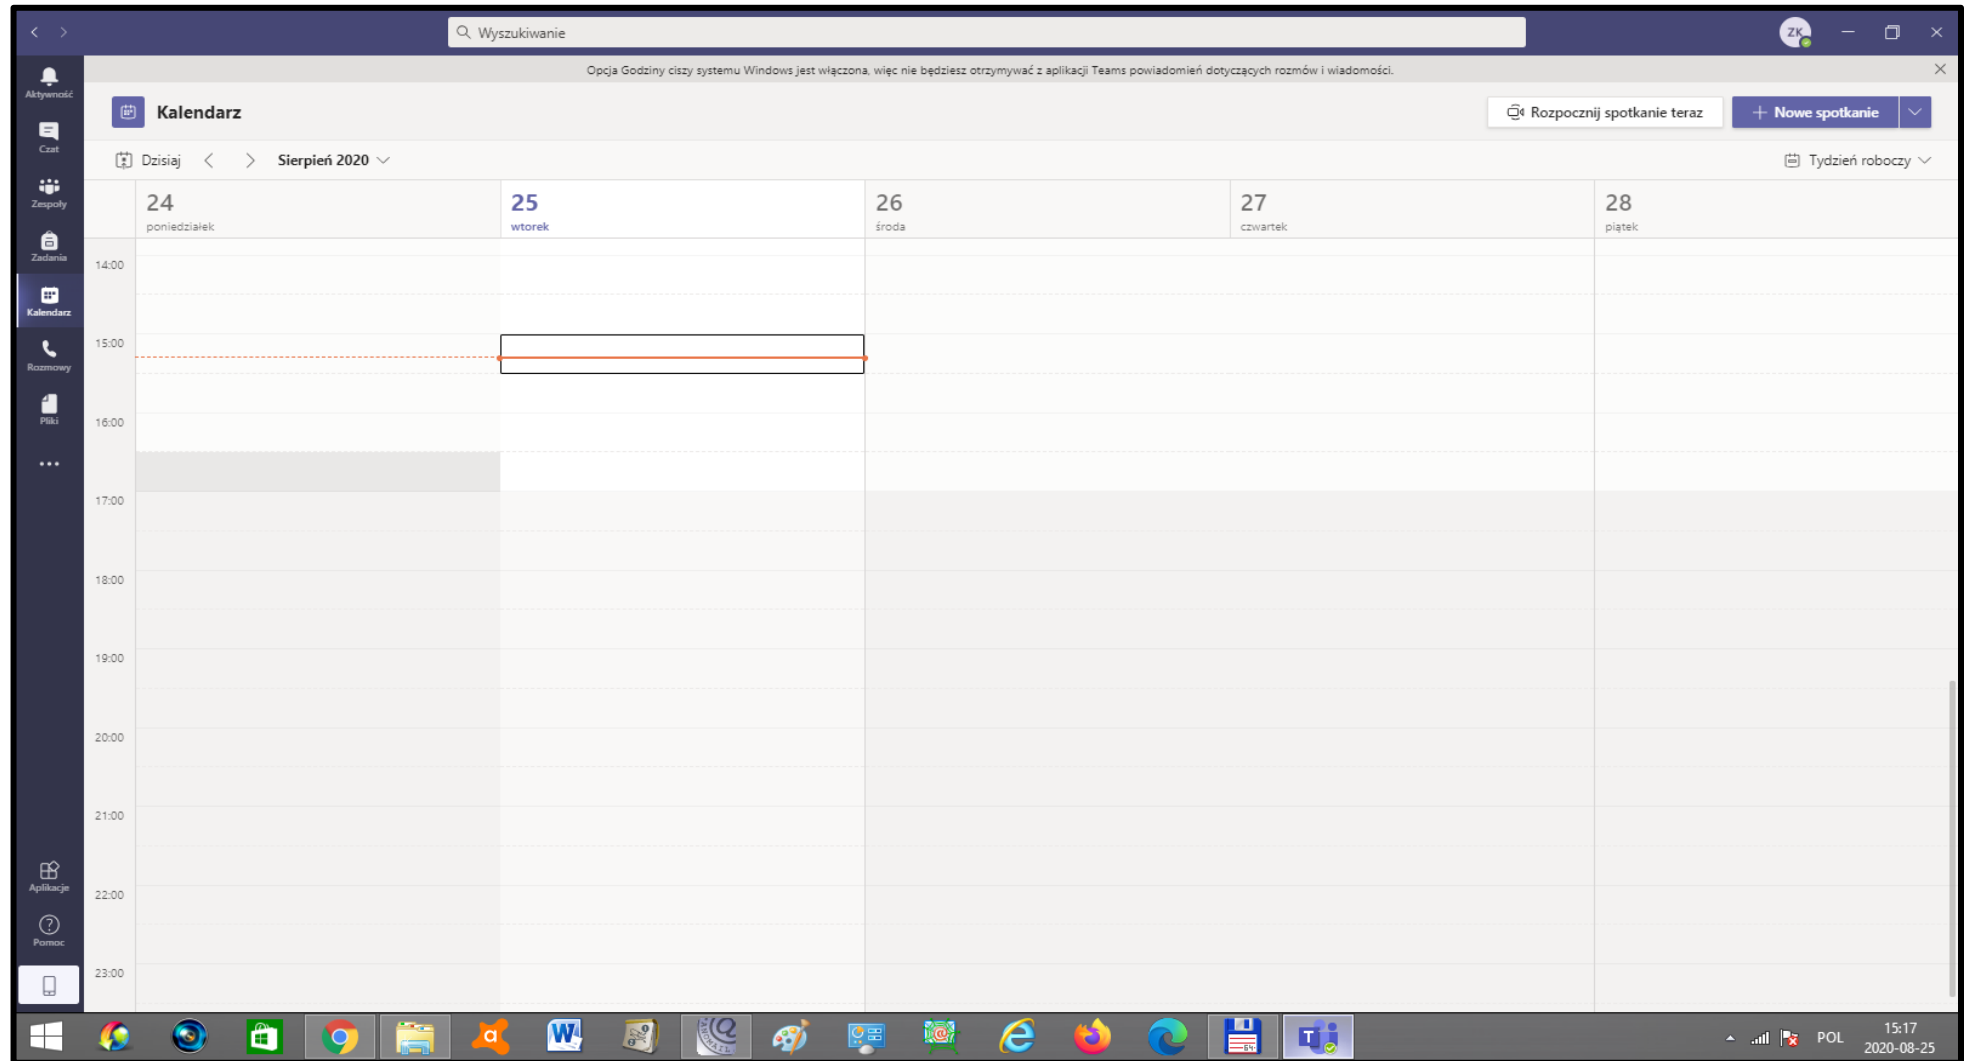 Wyszukiwanie
ZK
Opcja Godziny ciszy systemu Windows jest włączona, więc nie będziesz otrzymywać z aplikacji Teams powiadomień dotyczących rozmów i wiadomości.
Aktywność
Czat
Zespoły
Zadania
Kalendarz
Rozmowy
Pliki
Aplikacje
Pomoc
Kalendarz
Rozpocznij spotkanie teraz
+ Nowe spotkanie
Dzisiaj
Sierpień 2020
Tydzień roboczy
24
poniedziałek
25
wtorek
26
środa
27
czwartek
28
piątek
14:00
15:00
16:00
17:00
18:00
19:00
20:00
21:00
22:00
23:00
POL
15:17
2020-08-25